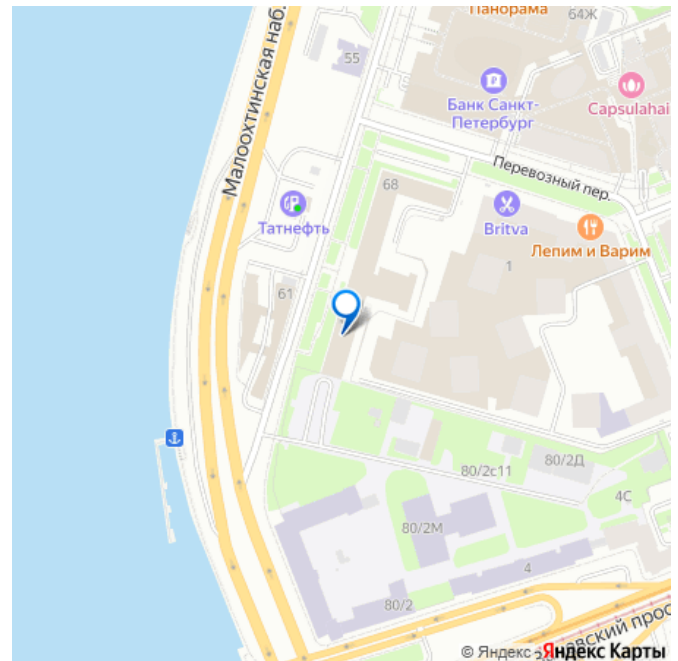 Панорама
64Ж
Малоохтинская наб.
55
Банк Санкт-
Петербург
Capsulahai
Перевозный пер.
68
Татнефть
Britva
Лепим и Варим
1
61
80/2с11
80/2Д
4С
80/2М
4
80/2
© Яндекс
Яндекс Карты